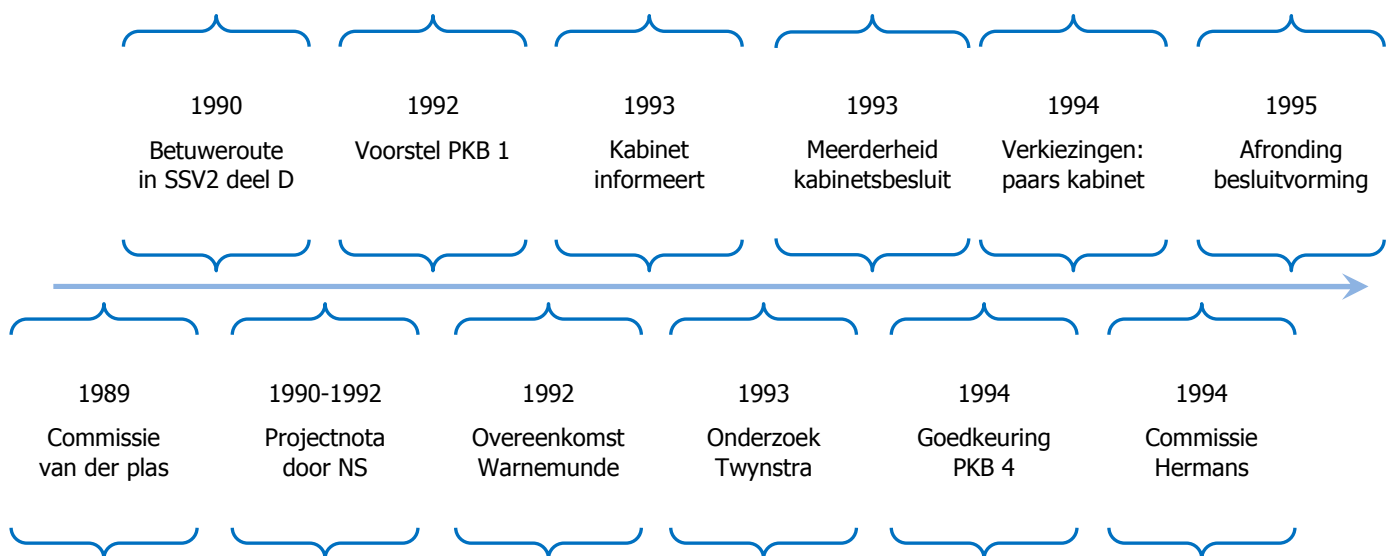 1990
Betuweroute
in SSV2 deel D
1992
Voorstel PKB 1
1993
Kabinet
informeert
1993
Meerderheid
kabinetsbesluit
1994
Verkiezingen:
paars kabinet
1995
Afronding
besluitvorming
1989
Commissie
van der plas
1990-1992
Projectnota
door NS
1992
Overeenkomst
Warnemunde
1993
Onderzoek
Twynstra
1994
Goedkeuring
PKB 4
1994
Commissie
Hermans